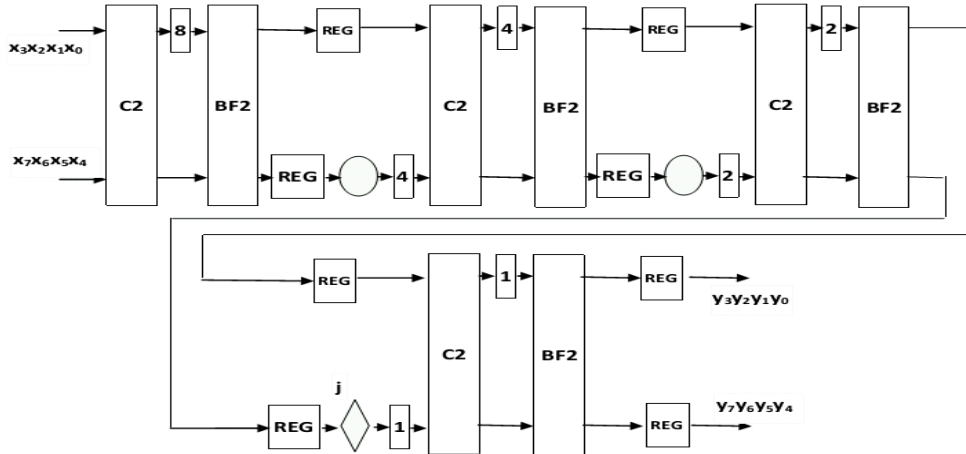 8 REG 4 REG 2
x₃x₂x₁x₀
C2 BF2 C2 BF2 C2 BF2
x₇x₆x₅x₄
REG 4 REG 2
REG 1 REG
y₃y₂y₁y₀
C2 BF2
j
y₇y₆y₅y₄
REG 1 REG